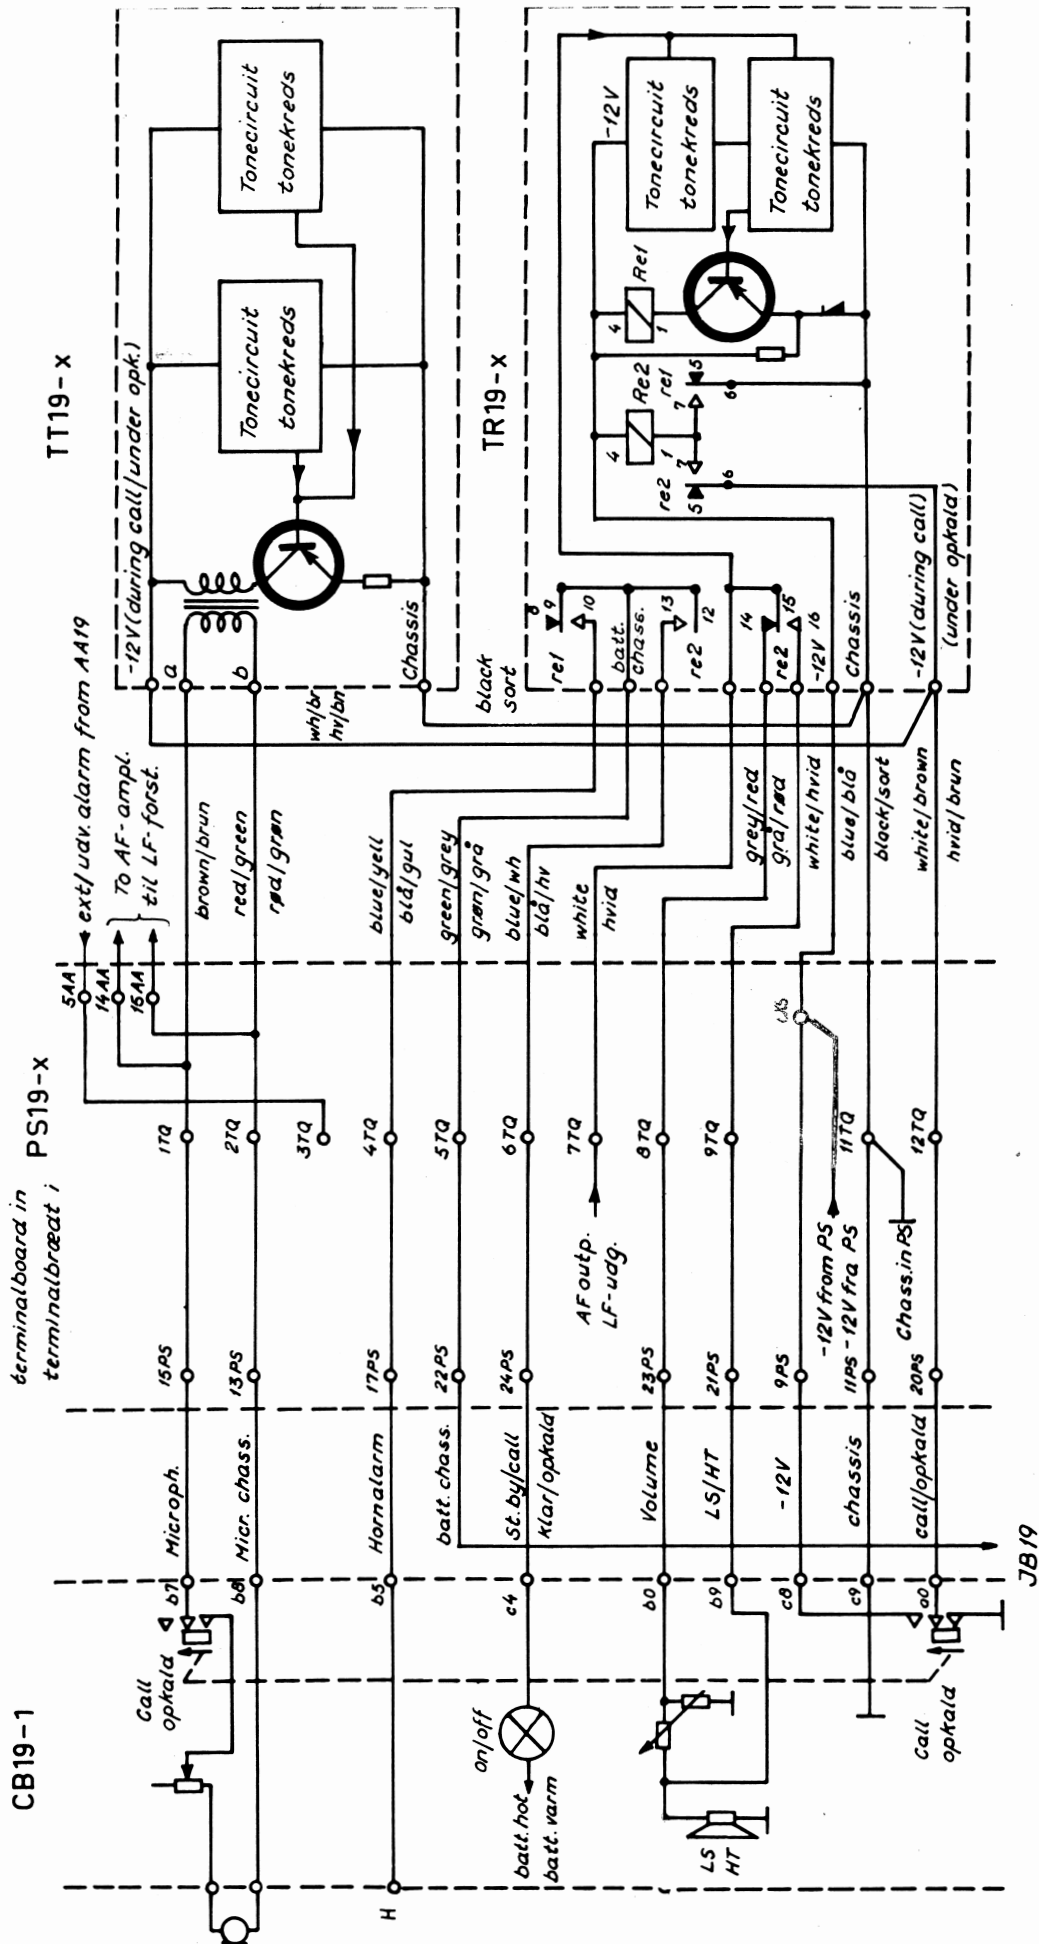 TT19-x
-12V (during call/under opk.)
Tonecircuit
tonekreds
Tonecircuit
tonekreds
a
b
Chassis
wh/br
hv/bn
black
sort
TR19-x
-12V
Tonecircuit
tonekreds
Tonecircuit
tonekreds
4
1
Re1
4
1
Re2
re1
7
5
6
re2
7
5
6
re1
8
9
10
batt.
chass.
13
12
re2
14
15
16
re2
-12V
Chassis
-12V (during call)
(under opkald)
ext/udv. alarm from AA19
To AF-ampl.
til LF-forst.
brown/brun
red/green
rød/grøn
blue/yell
blå/gul
green/grey
grøn/grå
blue/wh
blå/hv
white
hvid
grey/red
grå/rød
white/hvid
blue/blå
black/sort
white/brown
hvid/brun
PS19-x
terminalboard in
terminalbrædt i
5AA
14AA
16AA
1TQ
2TQ
3TQ
4TQ
5TQ
6TQ
7TQ
8TQ
9TQ
11TQ
12TQ
AF outp.
LF-udg.
-12V from PS
-12V fra PS
Chass.in PS
15PS
13PS
17PS
22PS
24PS
23PS
21PS
9PS
11PS
20PS
Microph.
Micr. chass.
Hornalarm
batt. chass.
St. by/call
klar/opkald
Volume
LS/HT
-12V
chassis
call/opkald
JB19
CB19-1
b7
b8
b5
c4
b0
b9
c8
c9
a0
Call
opkald
on/off
batt. hot
batt. varm
LS
HT
Call
opkald
H